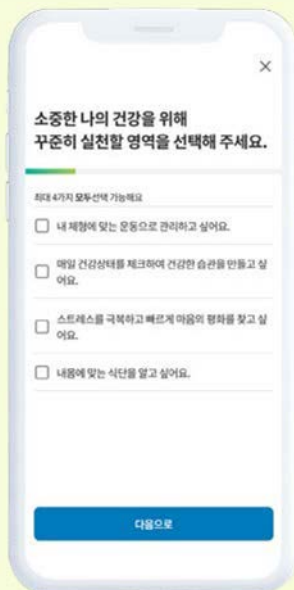 소중한 나의 건강을 위해
꾸준히 실천할 영역을 선택해 주세요.
최대 4가지 모두선택 가능해요
내 체형에 맞는 운동으로 관리하고 싶어요.
매일 건강상태를 체크하여 건강한 습관을 만들고 싶
어요.
스트레스를 극복하고 빠르게 마음의 평화를 찾고 싶
어요.
내몸에 맞는 식단을 알고 싶어요.
다음으로